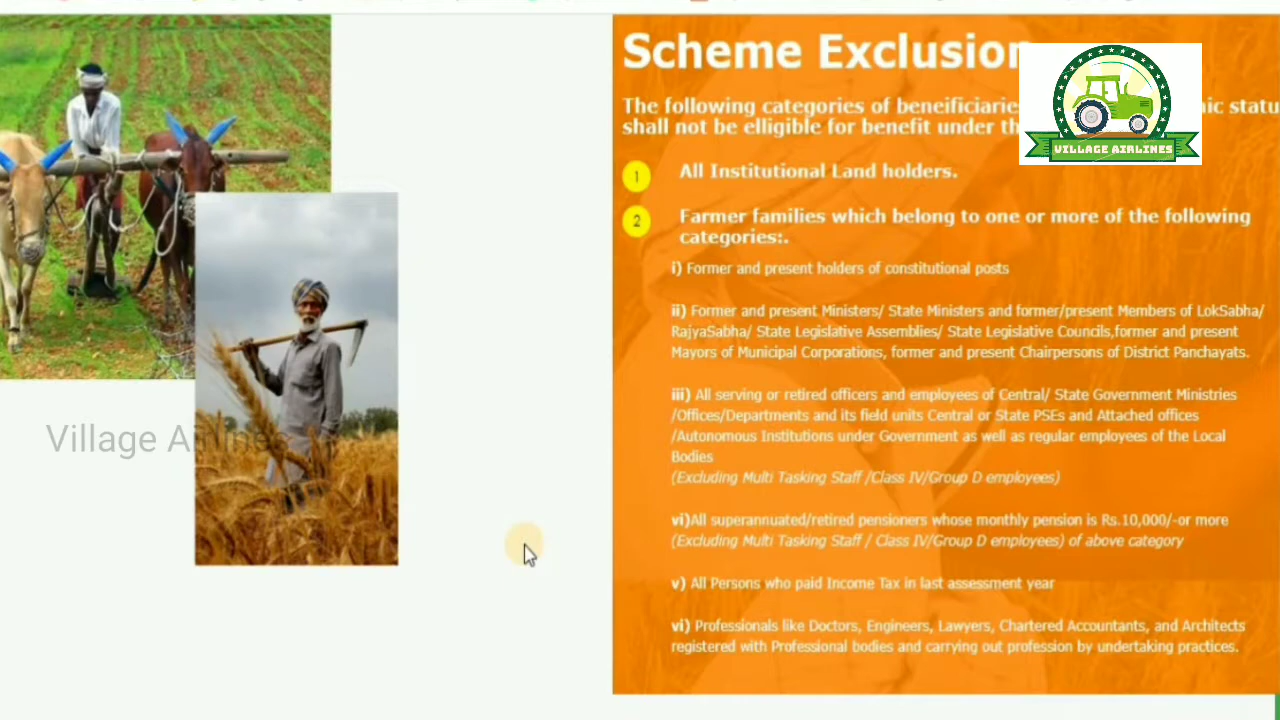 Scheme Exclusion
The following categories of beneificiarie
shall not be elligible for benefit under th
VILLAGE AIRLINES
1 All Institutional Land holders.
2 Farmer families which belong to one or more of the following
categories:.
i) Former and present holders of constitutional posts
ii) Former and present Ministers/ State Ministers and former/present Members of LokSabha/
RajyaSabha/ State Legislative Assemblies/ State Legislative Councils,former and present
Mayors of Municipal Corporations, former and present Chairpersons of District Panchayats.
iii) All serving or retired officers and employees of Central/ State Government Ministries
/Offices/Departments and its field units Central or State PSEs and Attached offices
/Autonomous Institutions under Government as well as regular employees of the Local
Bodies
(Excluding Multi Tasking Staff /Class IV/Group D employees)
vi)All superannuated/retired pensioners whose monthly pension is Rs.10,000/-or more
(Excluding Multi Tasking Staff / Class IV/Group D employees) of above category
v) All Persons who paid Income Tax in last assessment year
vi) Professionals like Doctors, Engineers, Lawyers, Chartered Accountants, and Architects
registered with Professional bodies and carrying out profession by undertaking practices.
Village Airlines